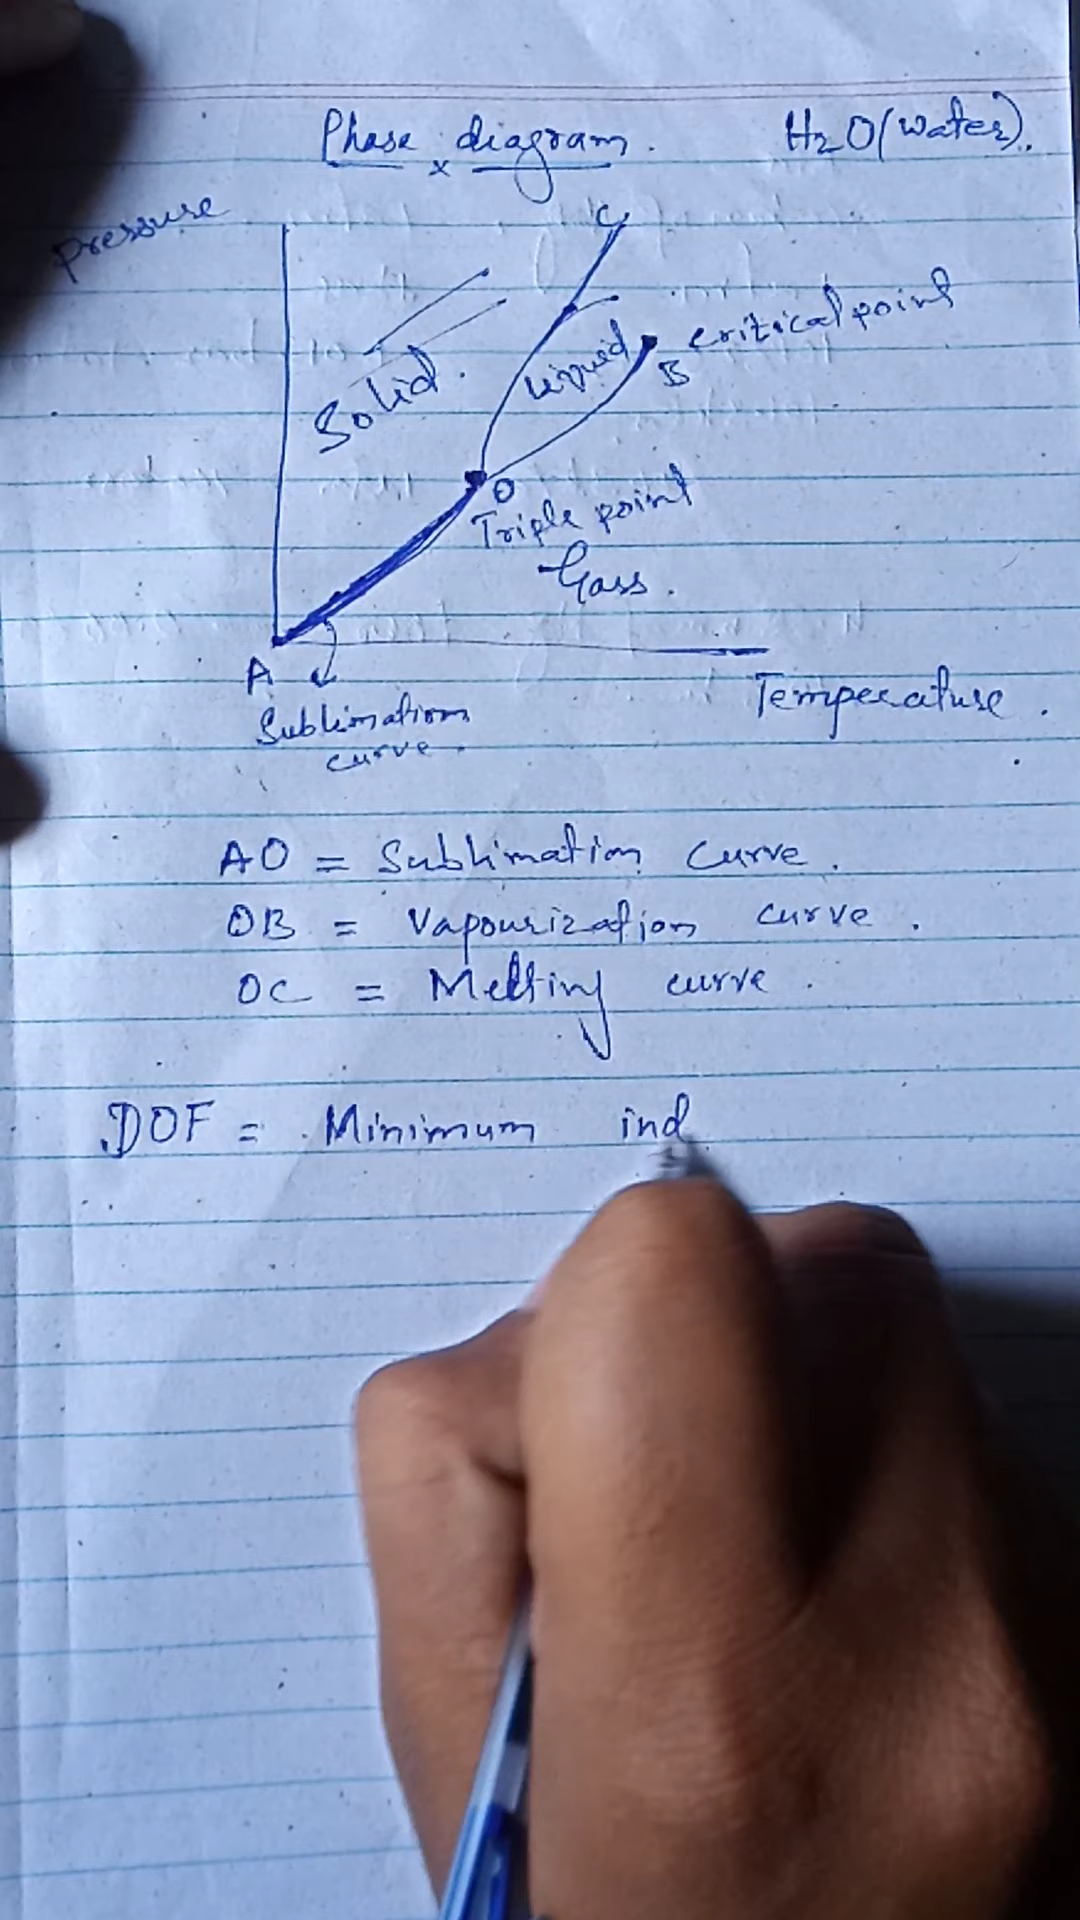 Phase diagram. H2O (water).
pressure
C
Solid.
Liquid
critical point
B
O
Triple point
Gass.
A
Sublimation
curve.
Temperature.
AO = Sublimation curve.
OB = Vapourization curve.
OC = Melting curve.
DOF = Minimum ind